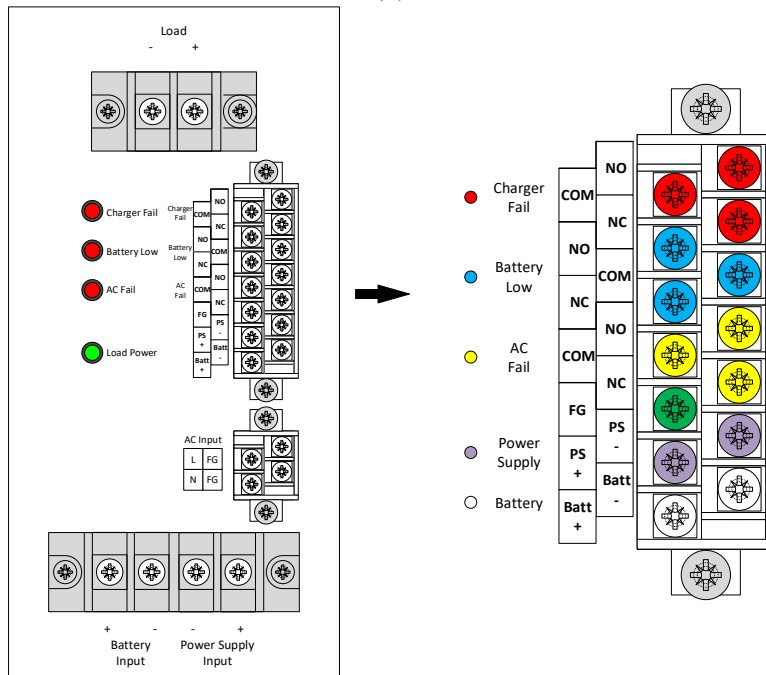 Load
- +
Charger Fail
Battery Low
AC Fail
Load Power
Charger
Fail
Battery
Low
AC
Fail
NO
COM
NC
NO
COM
NC
NO
COM
NC
FG
PS
-
PS
+
Batt
-
Batt
+
AC Input
L FG
N FG
+ - - +
Battery
Input
Power Supply
Input
Charger
Fail
Battery
Low
AC
Fail
Power
Supply
Battery
NO
COM
NC
NO
COM
NC
NO
COM
NC
FG
PS
-
PS
+
Batt
-
Batt
+